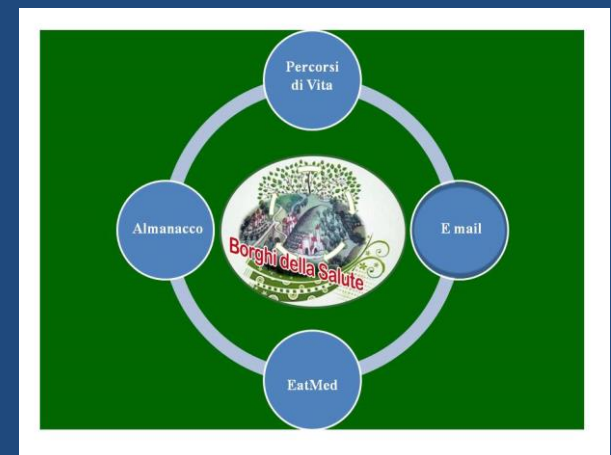 Percorsi
di Vita
Almanacco
Borghi della Salute
E mail
EatMed